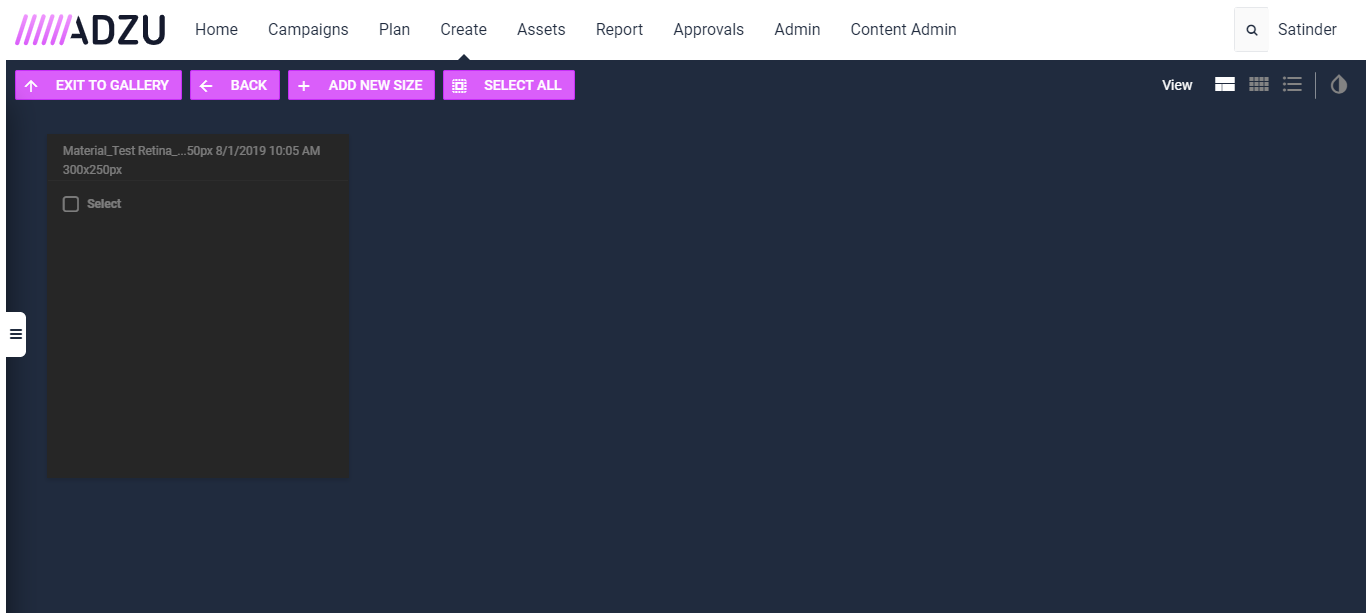 ADZU Home Campaigns Plan Create Assets Report Approvals Admin Content Admin Satinder
EXIT TO GALLERY BACK ADD NEW SIZE SELECT ALL View
Material_Test Retina_...50px 8/1/2019 10:05 AM
300x250px
Select